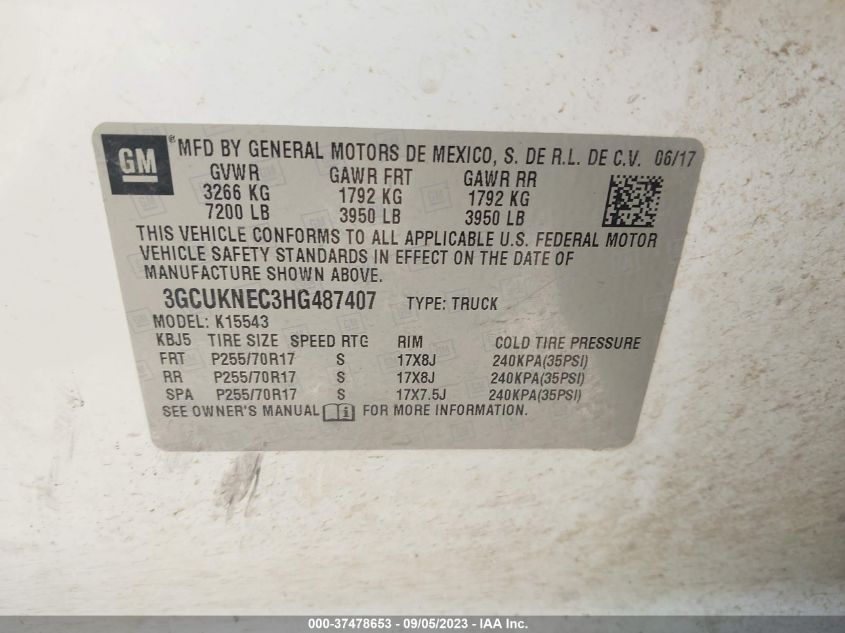 GM
® MFD BY GENERAL MOTORS DE MEXICO, S. DE R.L. DE C.V. 06/17
GVWR GAWR FRT GAWR RR
3266 KG 1792 KG 1792 KG
7200 LB 3950 LB 3950 LB
THIS VEHICLE CONFORMS TO ALL APPLICABLE U.S. FEDERAL MOTOR
VEHICLE SAFETY STANDARDS IN EFFECT ON THE DATE OF
MANUFACTURE SHOWN ABOVE.
3GCUKNEC3HG487407 TYPE: TRUCK
MODEL: K15543
KBJ5 TIRE SIZE SPEED RTG RIM COLD TIRE PRESSURE
FRT P255/70R17 S 17X8J 240KPA(35PSI)
RR P255/70R17 S 17X8J 240KPA(35PSI)
SPA P255/70R17 S 17X7.5J 240KPA(35PSI)
SEE OWNER'S MANUAL FOR MORE INFORMATION.
000-37478653 - 09/05/2023 - IAA Inc.